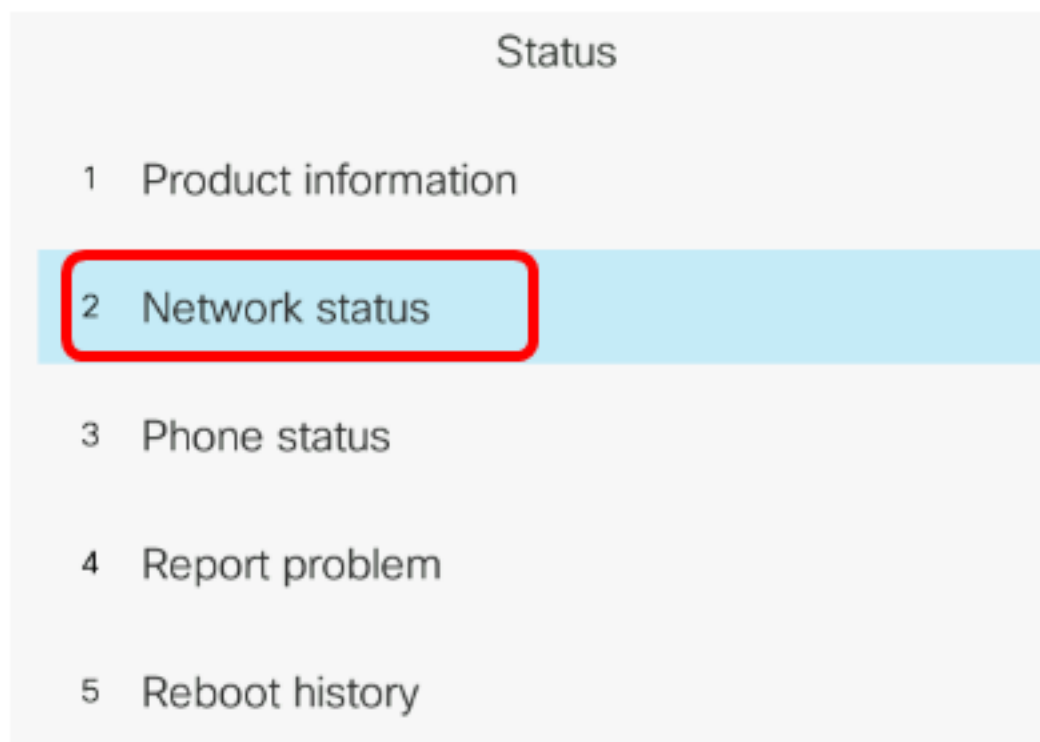 Status
1 Product information
2 Network status
3 Phone status
4 Report problem
5 Reboot history